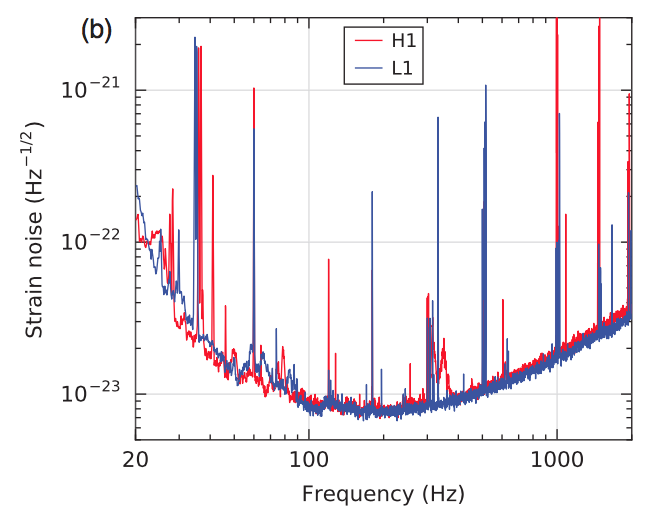 (b)
H1
L1
10⁻²¹
10⁻²²
10⁻²³
Strain noise (Hz⁻¹/²)
20
100
1000
Frequency (Hz)